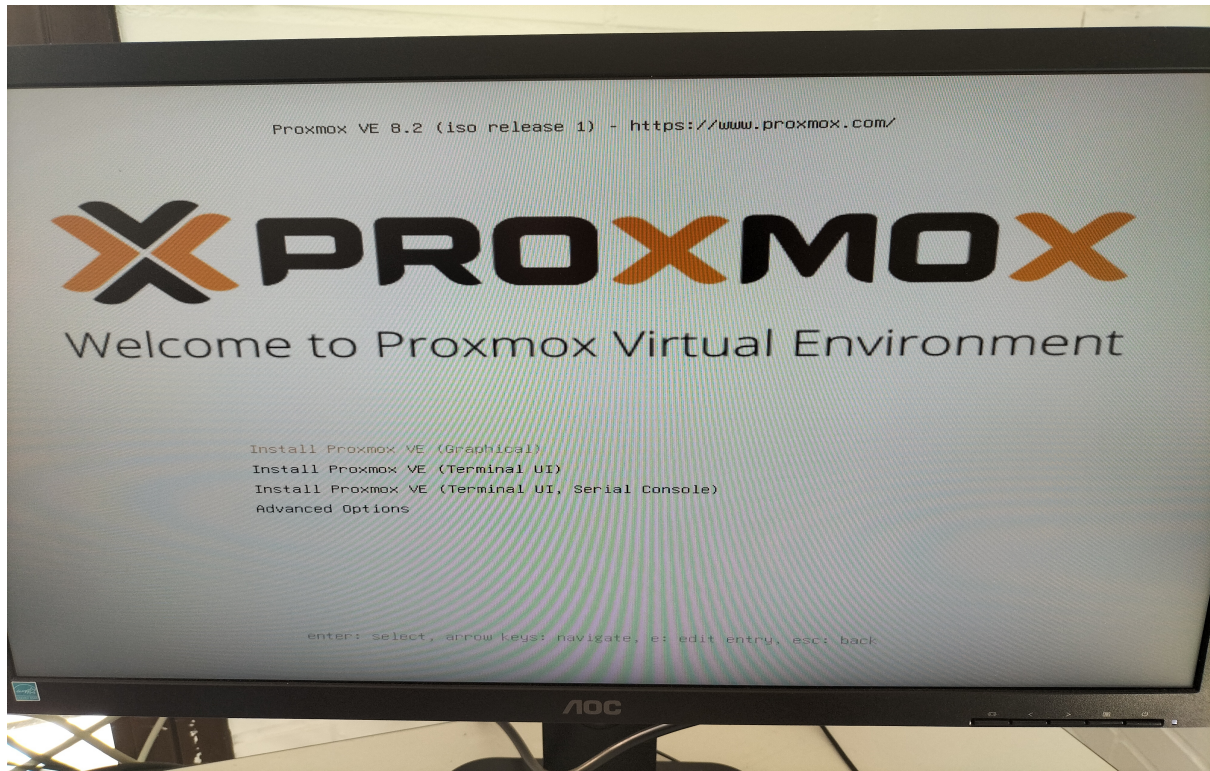 Proxmox VE 8.2 (iso release 1) - https://www.proxmox.com/
PROXMOX
Welcome to Proxmox Virtual Environment
Install Proxmox VE (Graphical)
Install Proxmox VE (Terminal UI)
Install Proxmox VE (Terminal UI, Serial Console)
Advanced Options
enter: select, arrow keys: navigate, e: edit entry, esc: back
AOC